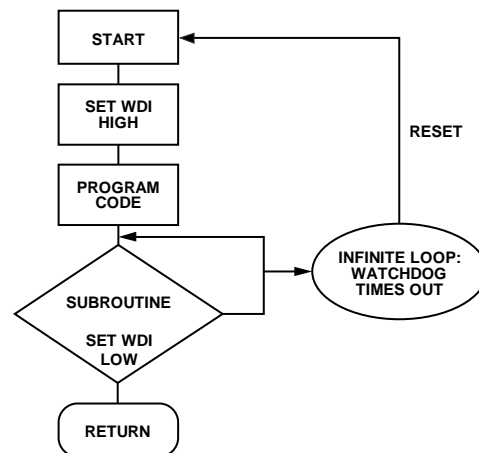 START
SET WDI
HIGH
RESET
PROGRAM
CODE
INFINITE LOOP:
WATCHDOG
TIMES OUT
SUBROUTINE
SET WDI
LOW
RETURN